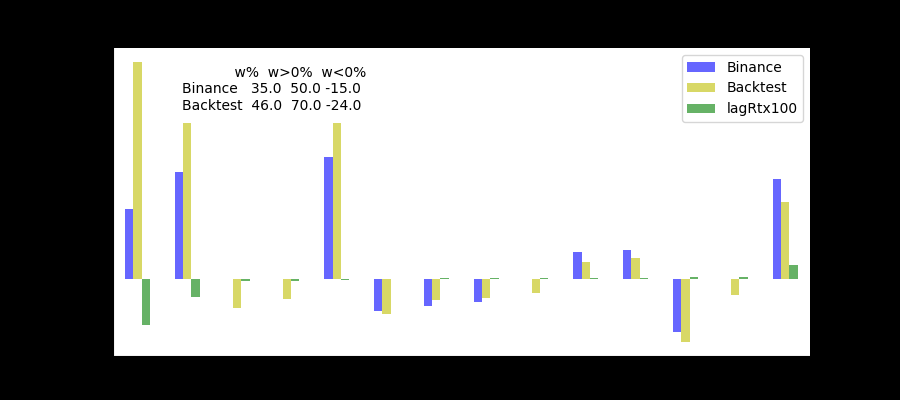 w% w>0% w<0%
Binance 35.0 50.0 -15.0
Backtest 46.0 70.0 -24.0
Binance
Backtest
lagRtx100